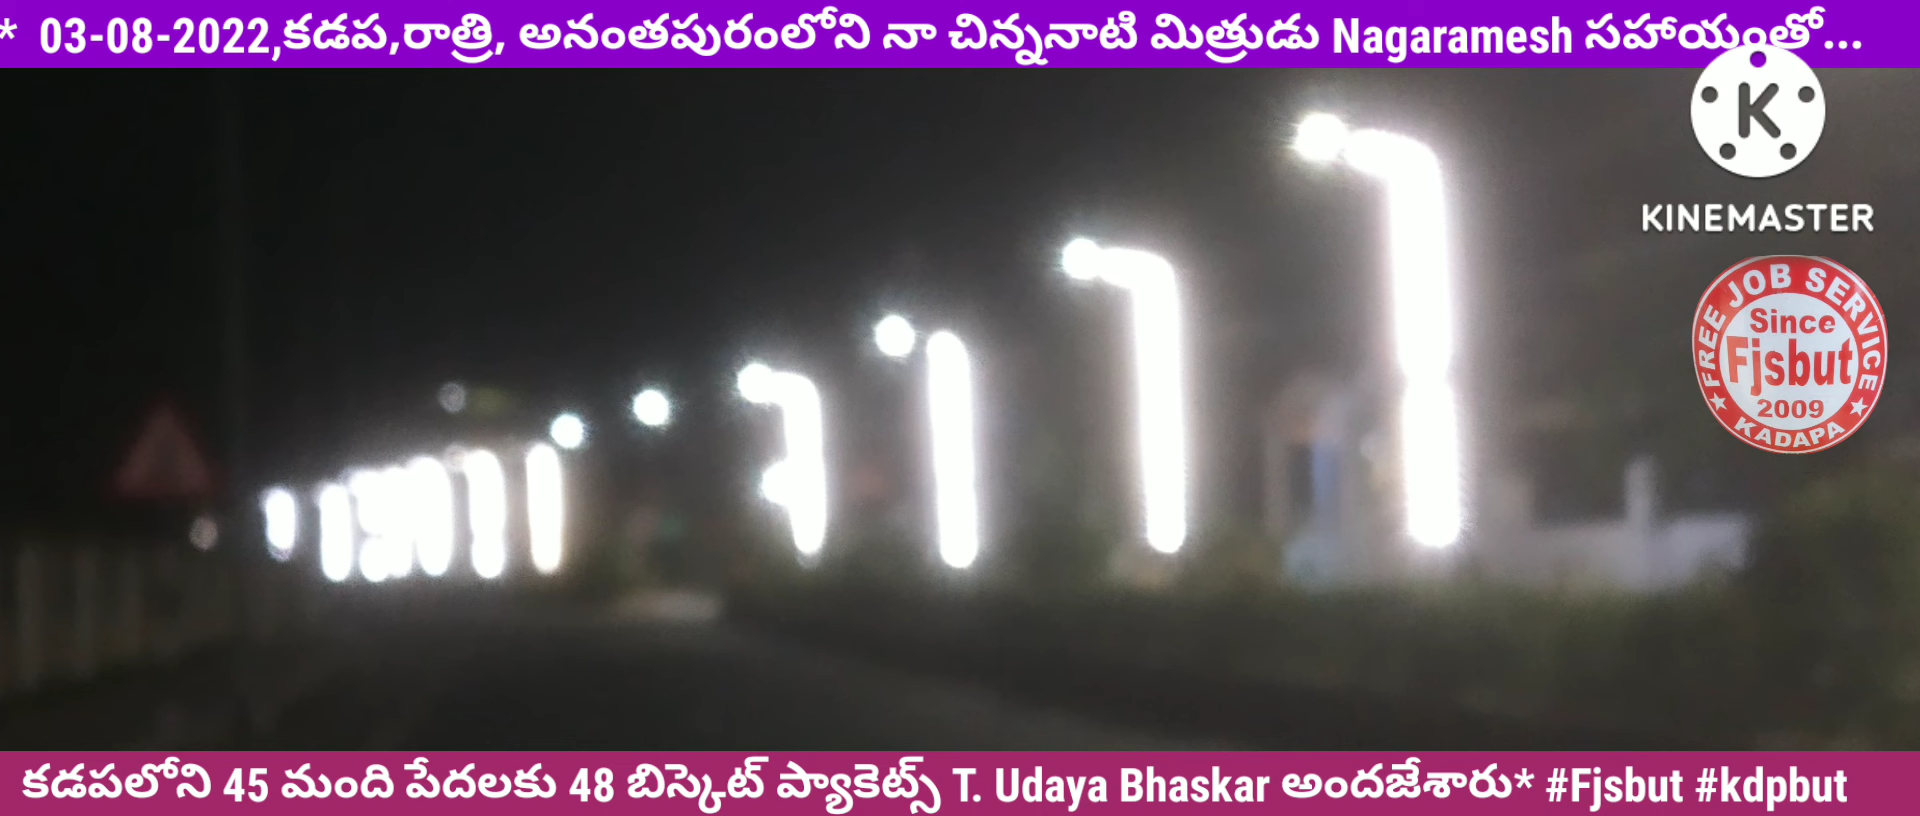 * 03-08-2022,కడప,రాత్రి, అనంతపురంలోని నా చిన్ననాటి మిత్రుడు Nagaramesh సహాయంతో...
K
KINEMASTER
FREE JOB SERVICE
Since
Fjsbut
2009
KADAPA
కడపలోని 45 మంది పేదలకు 48 బిస్కెట్ ప్యాకెట్స్ T. Udaya Bhaskar అందజేశారు* #Fjsbut #kdpbut